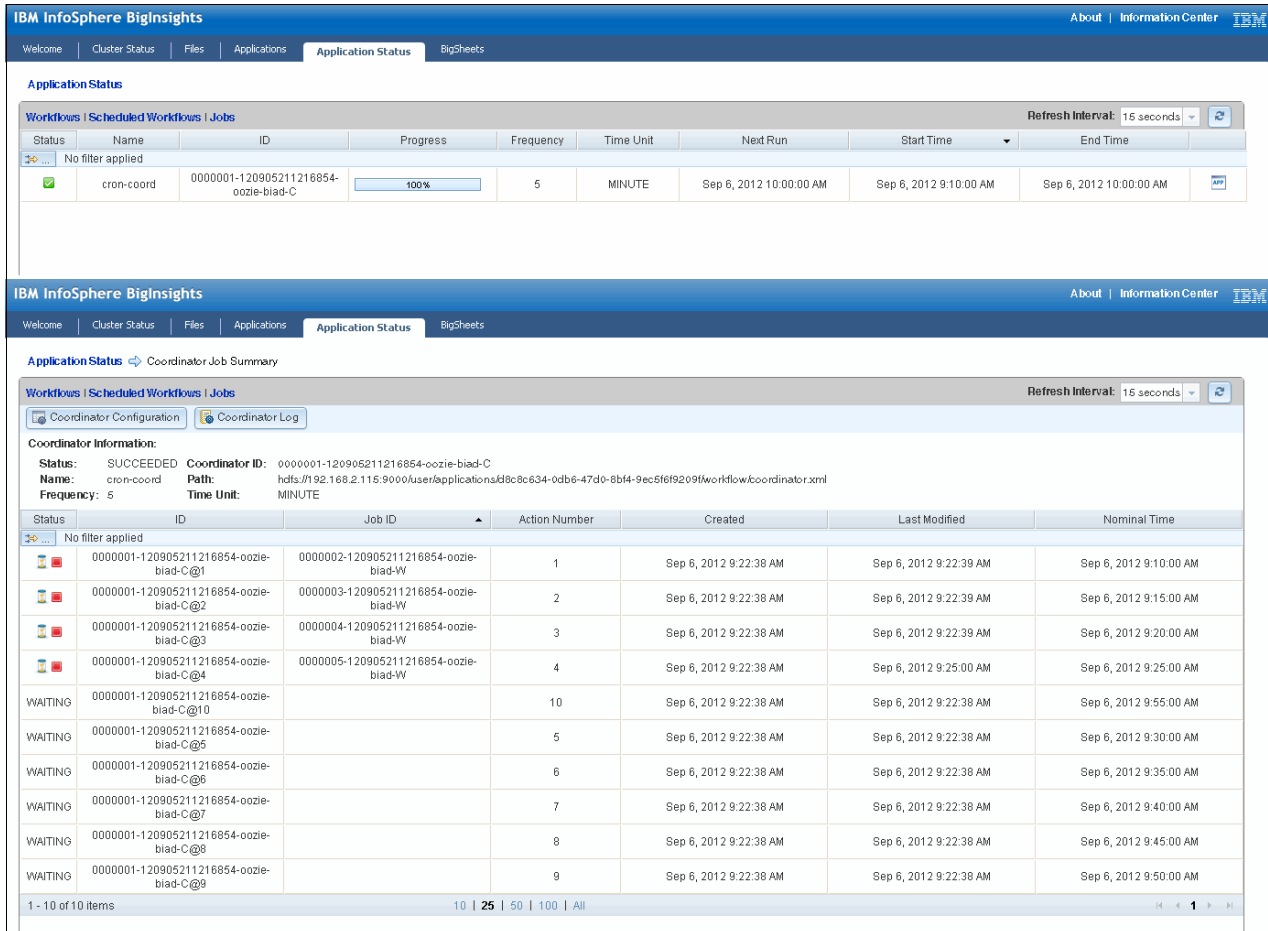 IBM InfoSphere BigInsights
About | Information Center IBM
Welcome | Cluster Status | Files | Applications | Application Status | BigSheets
Application Status
Workflows | Scheduled Workflows | Jobs
Refresh Interval: 15 seconds
Status Name ID Progress Frequency Time Unit Next Run Start Time End Time
... No filter applied
cron-coord 0000001-120905211216854-oozie-biad-C 100% 5 MINUTE Sep 6, 2012 10:00:00 AM Sep 6, 2012 9:10:00 AM Sep 6, 2012 10:00:00 AM APP
IBM InfoSphere BigInsights
About | Information Center IBM
Welcome | Cluster Status | Files | Applications | Application Status | BigSheets
Application Status Coordinator Job Summary
Workflows | Scheduled Workflows | Jobs
Refresh Interval: 15 seconds
Coordinator Configuration Coordinator Log
Coordinator Information:
Status: SUCCEEDED Coordinator ID: 0000001-120905211216854-oozie-biad-C
Name: cron-coord Path: hdfs://192.168.2.115:9000/user/applications/d8c8c634-0db6-47d0-8bf4-9ec5f6f9209f/workflow/coordinator.xml
Frequency: 5 Time Unit: MINUTE
Status ID Job ID Action Number Created Last Modified Nominal Time
... No filter applied
0000001-120905211216854-oozie-biad-C@1 0000002-120905211216854-oozie-biad-W 1 Sep 6, 2012 9:22:38 AM Sep 6, 2012 9:22:39 AM Sep 6, 2012 9:10:00 AM
0000001-120905211216854-oozie-biad-C@2 0000003-120905211216854-oozie-biad-W 2 Sep 6, 2012 9:22:38 AM Sep 6, 2012 9:22:39 AM Sep 6, 2012 9:15:00 AM
0000001-120905211216854-oozie-biad-C@3 0000004-120905211216854-oozie-biad-W 3 Sep 6, 2012 9:22:38 AM Sep 6, 2012 9:22:39 AM Sep 6, 2012 9:20:00 AM
0000001-120905211216854-oozie-biad-C@4 0000005-120905211216854-oozie-biad-W 4 Sep 6, 2012 9:22:38 AM Sep 6, 2012 9:25:00 AM Sep 6, 2012 9:25:00 AM
WAITING 0000001-120905211216854-oozie-biad-C@10 10 Sep 6, 2012 9:22:38 AM Sep 6, 2012 9:22:38 AM Sep 6, 2012 9:55:00 AM
WAITING 0000001-120905211216854-oozie-biad-C@5 5 Sep 6, 2012 9:22:38 AM Sep 6, 2012 9:22:38 AM Sep 6, 2012 9:30:00 AM
WAITING 0000001-120905211216854-oozie-biad-C@6 6 Sep 6, 2012 9:22:38 AM Sep 6, 2012 9:22:38 AM Sep 6, 2012 9:35:00 AM
WAITING 0000001-120905211216854-oozie-biad-C@7 7 Sep 6, 2012 9:22:38 AM Sep 6, 2012 9:22:38 AM Sep 6, 2012 9:40:00 AM
WAITING 0000001-120905211216854-oozie-biad-C@8 8 Sep 6, 2012 9:22:38 AM Sep 6, 2012 9:22:38 AM Sep 6, 2012 9:45:00 AM
WAITING 0000001-120905211216854-oozie-biad-C@9 9 Sep 6, 2012 9:22:38 AM Sep 6, 2012 9:22:38 AM Sep 6, 2012 9:50:00 AM
1 - 10 of 10 items 10 | 25 | 50 | 100 | All 1